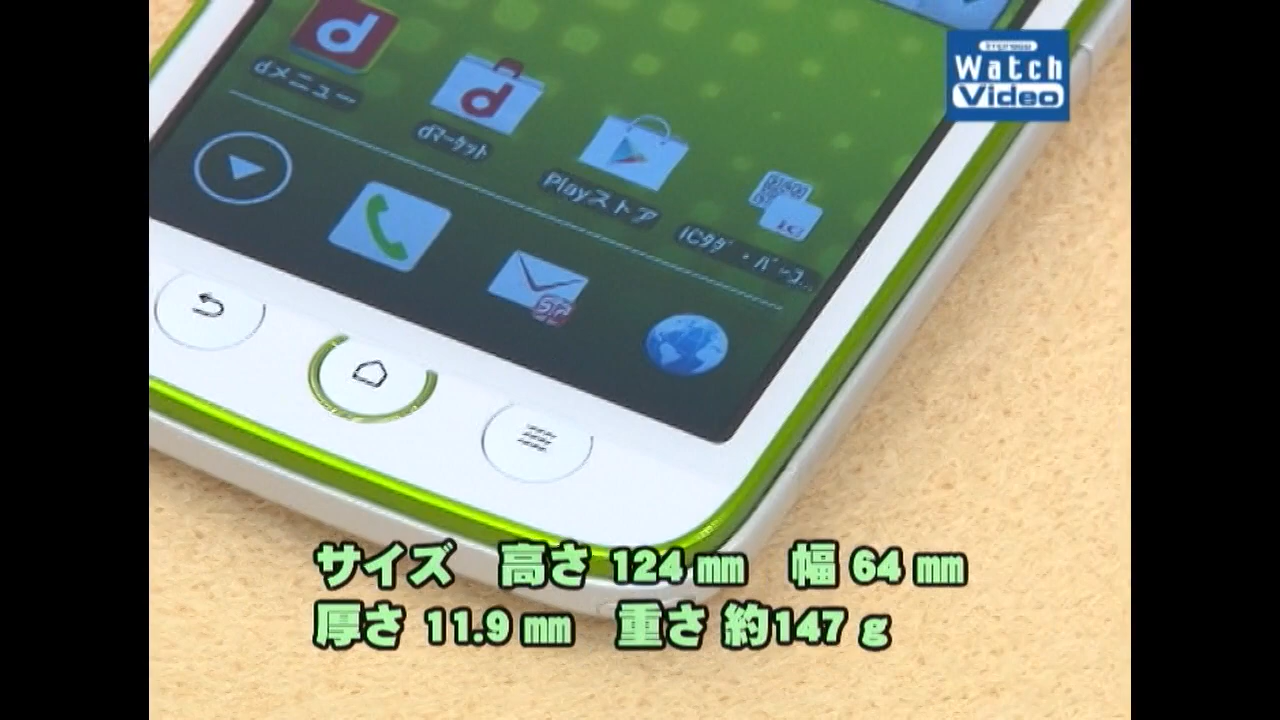 Impress
Watch
Video
d
dメニュー
d
dマーケット
Playストア
ICタグ・バーコ...
sp
サイズ 高さ 124 ㎜ 幅 64 ㎜
厚さ 11.9 ㎜ 重さ 約147 g